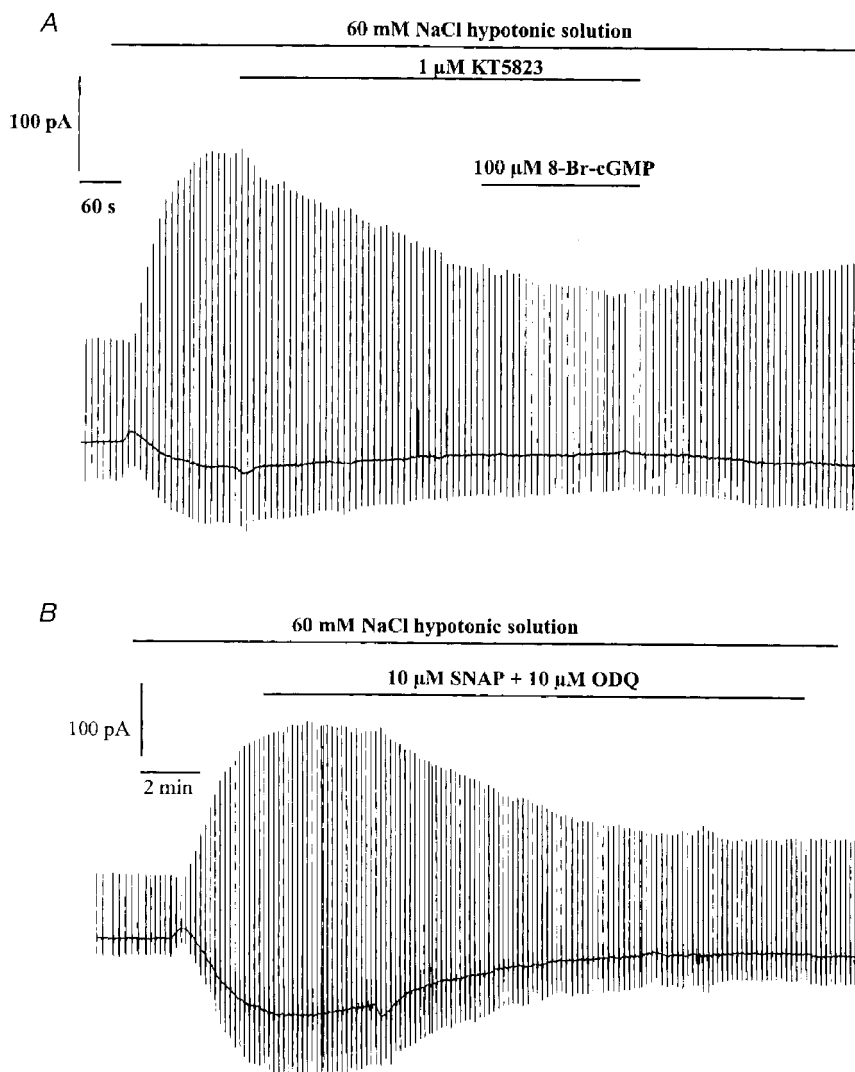 A
60 mM NaCl hypotonic solution
1 µM KT5823
100 pA
100 µM 8-Br-cGMP
60 s
B
60 mM NaCl hypotonic solution
10 µM SNAP + 10 µM ODQ
100 pA
2 min